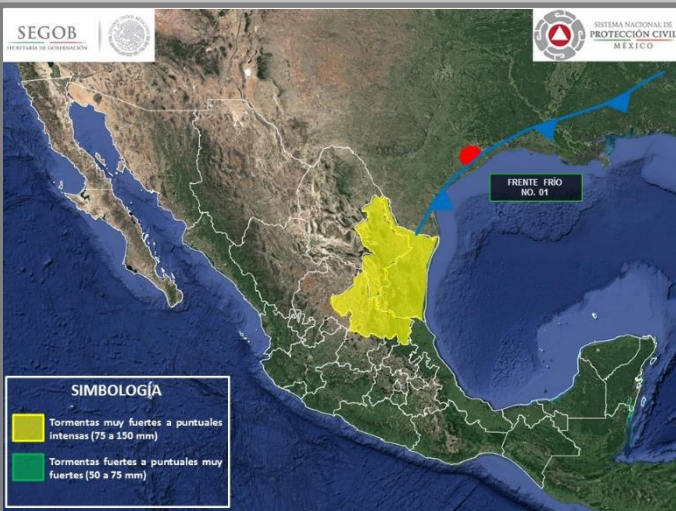 SEGOB
SECRETARÍA DE GOBERNACIÓN
SISTEMA NACIONAL DE
PROTECCIÓN CIVIL
MÉXICO
FRENTE FRÍO
NO. 01
SIMBOLOGÍA
Tormentas muy fuertes a puntuales
intensas (75 a 150 mm)
Tormentas fuertes a puntuales muy
fuertes (50 a 75 mm)